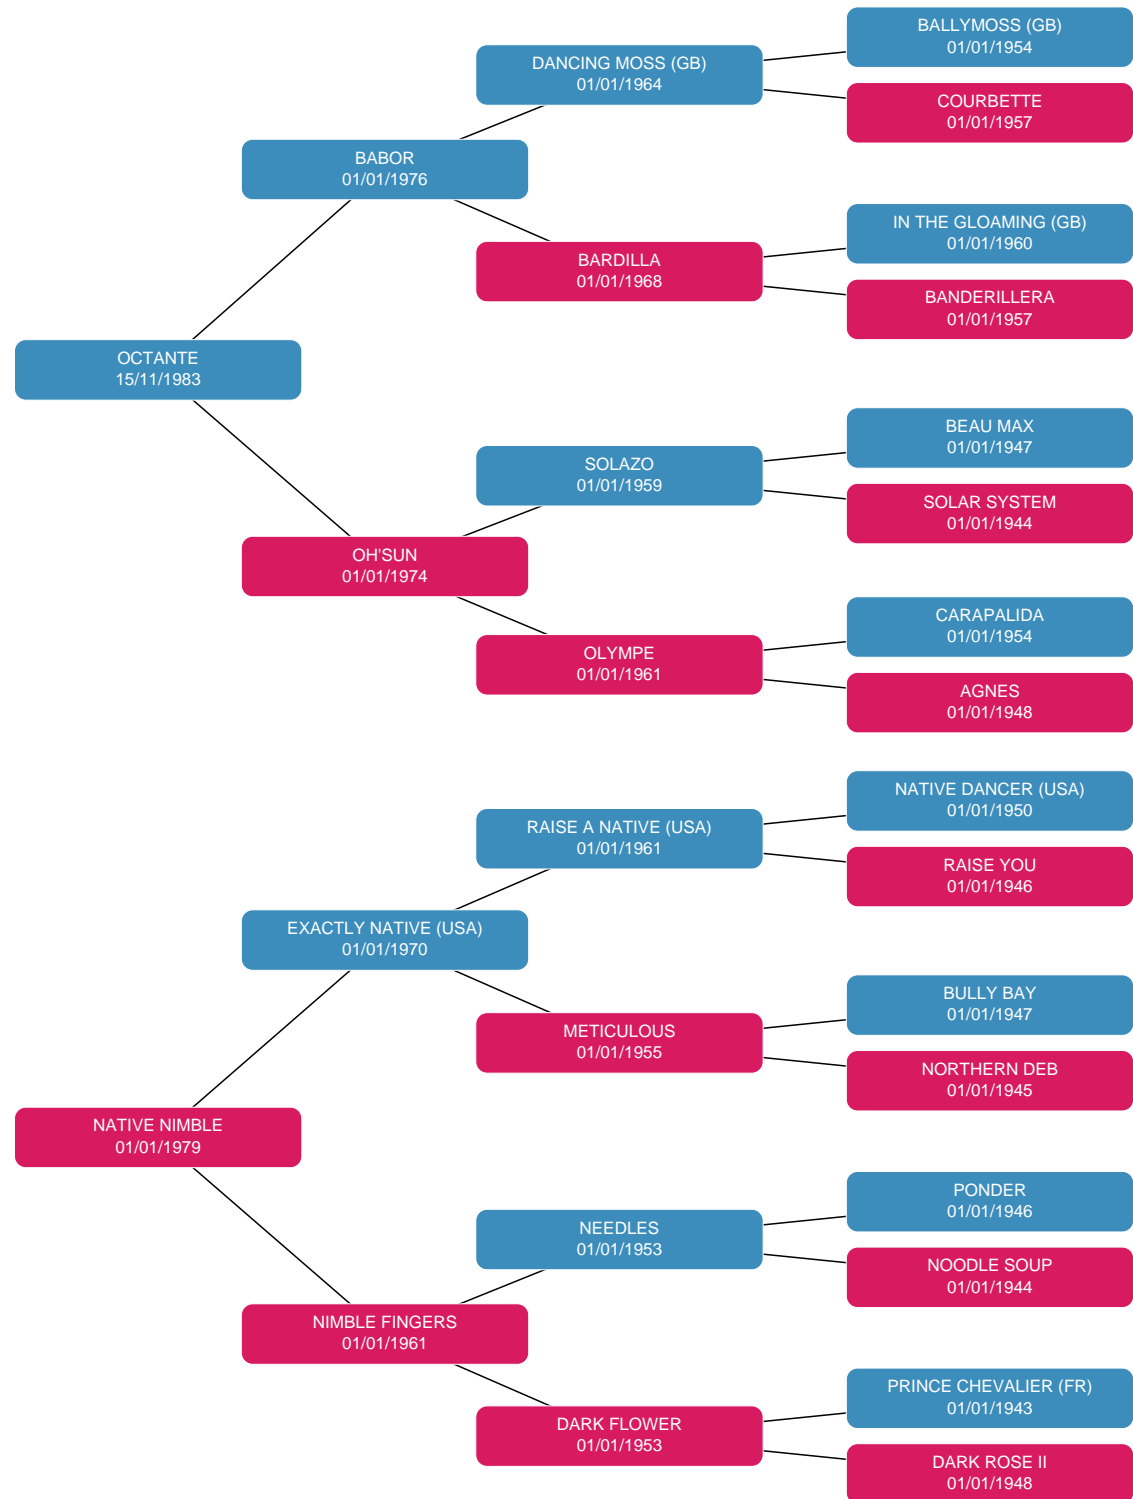 BALLYMOSS (GB)
01/01/1954
DANCING MOSS (GB)
01/01/1964
COURBETTE
01/01/1957
BABOR
01/01/1976
IN THE GLOAMING (GB)
01/01/1960
BARDILLA
01/01/1968
BANDERILLERA
01/01/1957
OCTANTE
15/11/1983
BEAU MAX
01/01/1947
SOLAZO
01/01/1959
SOLAR SYSTEM
01/01/1944
OH'SUN
01/01/1974
CARAPALIDA
01/01/1954
OLYMPE
01/01/1961
AGNES
01/01/1948
NATIVE DANCER (USA)
01/01/1950
RAISE A NATIVE (USA)
01/01/1961
RAISE YOU
01/01/1946
EXACTLY NATIVE (USA)
01/01/1970
BULLY BAY
01/01/1947
METICULOUS
01/01/1955
NORTHERN DEB
01/01/1945
NATIVE NIMBLE
01/01/1979
PONDER
01/01/1946
NEEDLES
01/01/1953
NOODLE SOUP
01/01/1944
NIMBLE FINGERS
01/01/1961
PRINCE CHEVALIER (FR)
01/01/1943
DARK FLOWER
01/01/1953
DARK ROSE II
01/01/1948